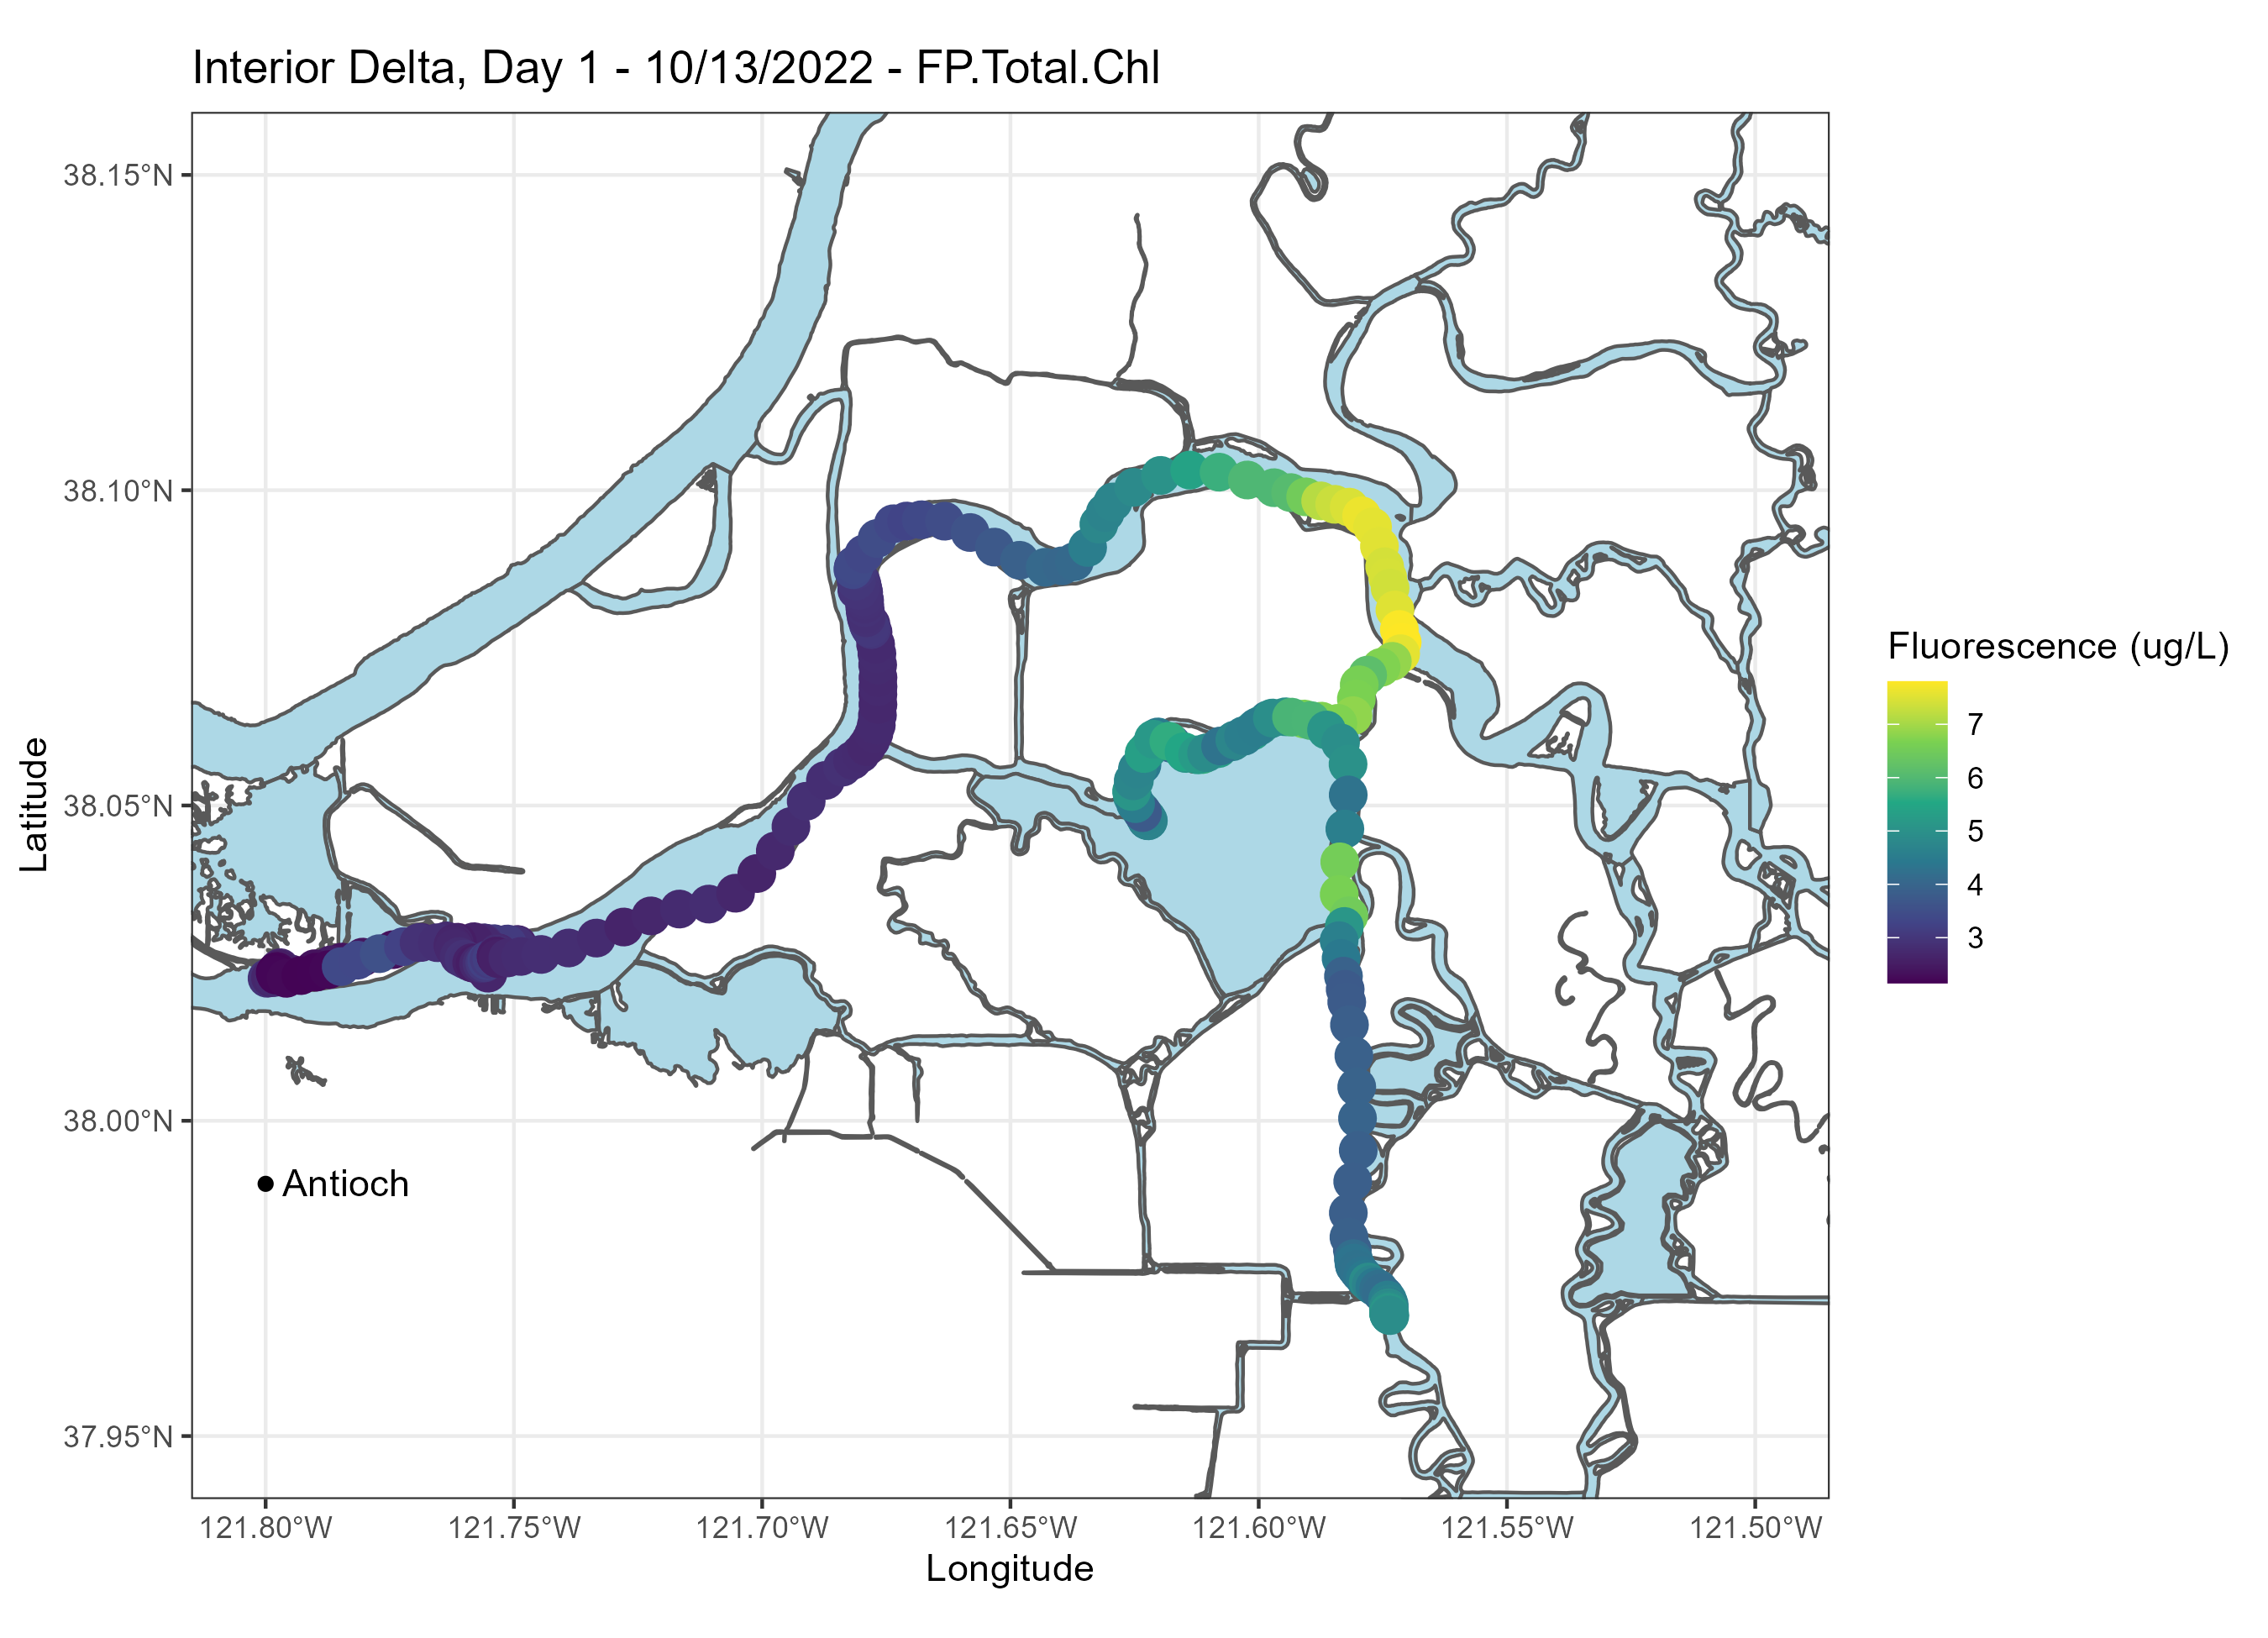 Interior Delta, Day 1 - 10/13/2022 - FP.Total.Chl
38.15°N
38.10°N
38.05°N
38.00°N
37.95°N
Latitude
Antioch
121.80°W 121.75°W 121.70°W 121.65°W 121.60°W 121.55°W 121.50°W
Longitude
Fluorescence (ug/L)
7
6
5
4
3